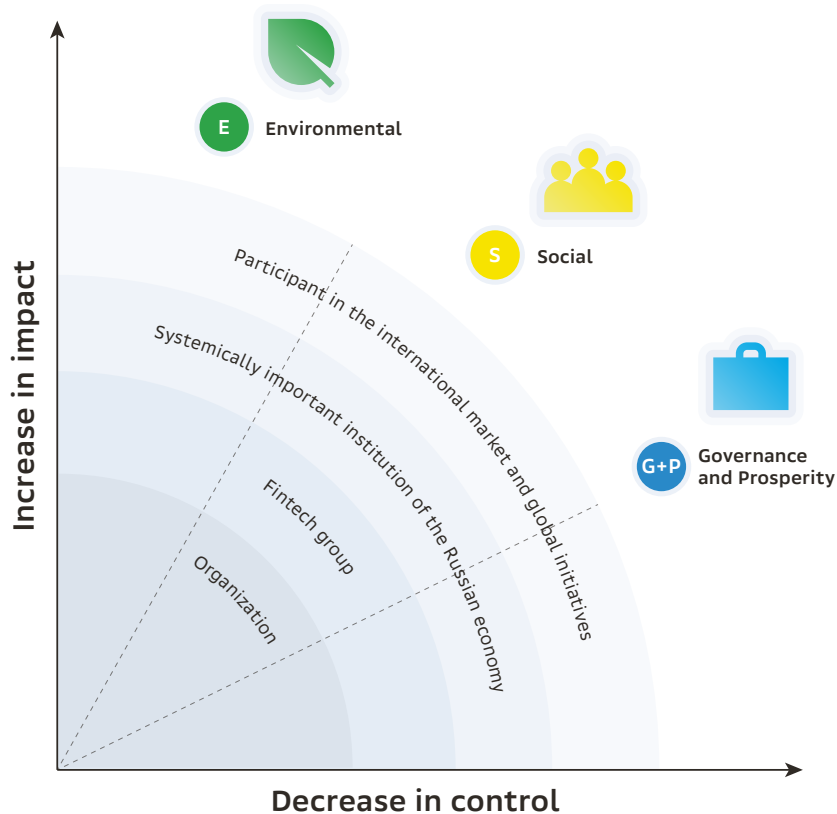 E
Environmental
S
Social
G+P
Governance
and Prosperity
Increase in impact
Participant in the international market and global initiatives
Systemically important institution of the Russian economy
Fintech group
Organization
Decrease in control